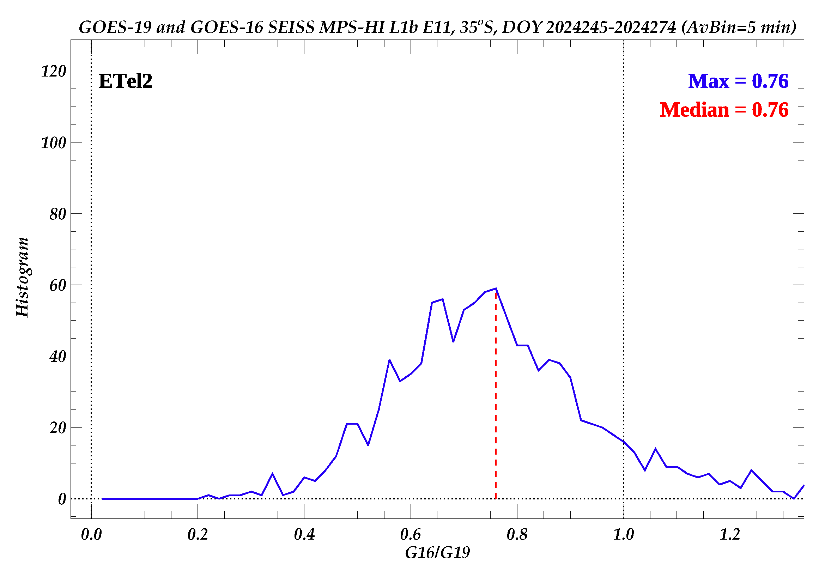 GOES-19 and GOES-16 SEISS MPS-HI L1b E11, 35°S, DOY 2024245-2024274 (AvBin=5 min)
ETel2
Max = 0.76
Median = 0.76
120
100
80
60
40
20
0
Histogram
0.0 0.2 0.4 0.6 0.8 1.0 1.2
G16/G19